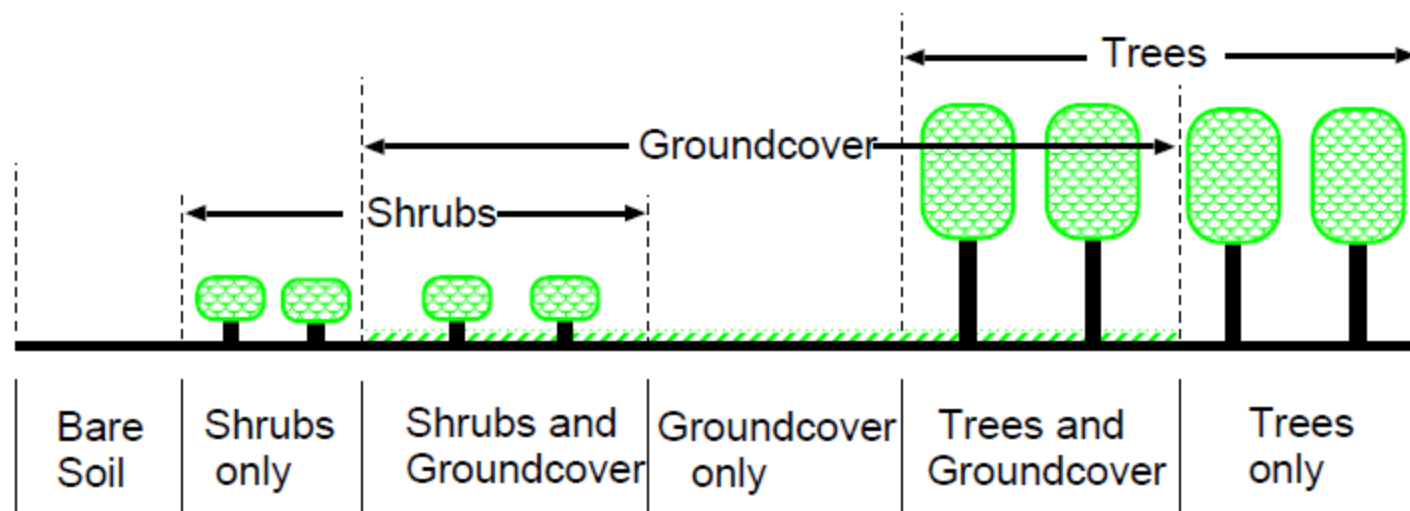 Trees
Groundcover
Shrubs
Bare
Soil
Shrubs
only
Shrubs and
Groundcover
Groundcover
only
Trees and
Groundcover
Trees
only